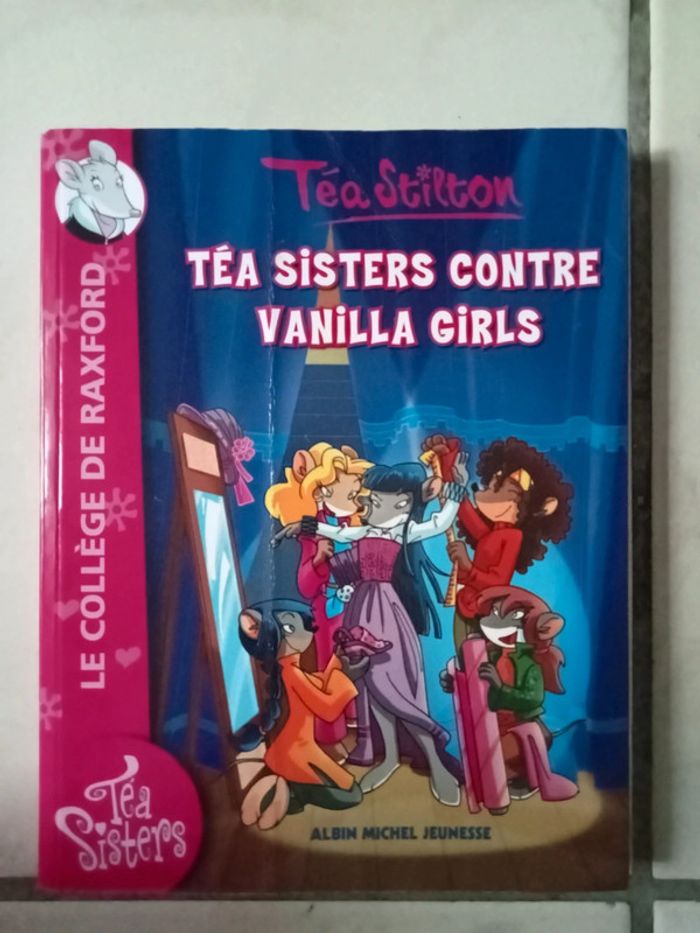 Téa Stilton
TÉA SISTERS CONTRE
VANILLA GIRLS
LE COLLÈGE DE RAXFORD
Téa
Sisters
ALBIN MICHEL JEUNESSE